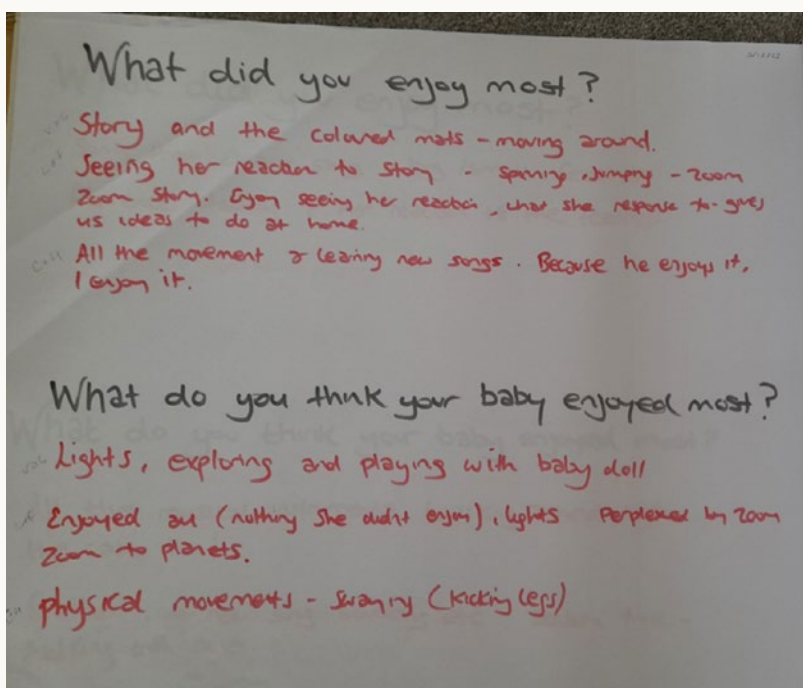 What did you enjoy most?
Story and the colored mats - moving around.
Seeing her reaction to story - spinning, jumping - zoom
zoom story. Enjoy seeing her reaction, what she response to - gives
us ideas to do at home.
All the movement & learning new songs. Because he enjoys it,
I enjoy it.
What do you think your baby enjoyed most?
Lights, exploring and playing with baby doll
Enjoyed all (nothing she didn't enjoy), lights perplexed by zoom
zoom to planets.
physical movements - swaying (kicking legs)